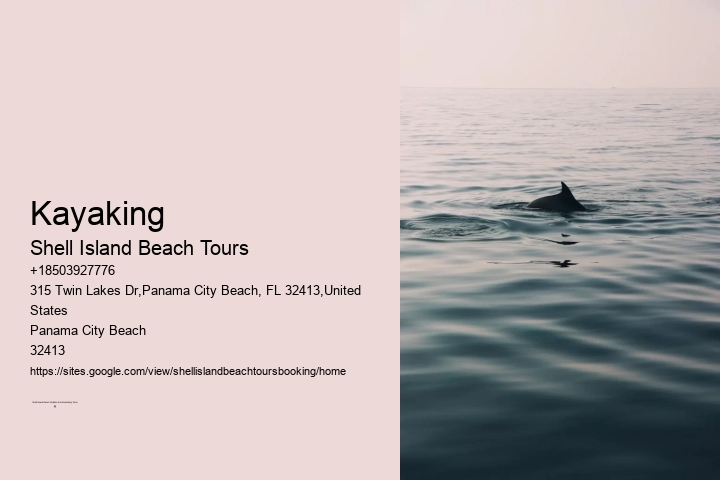 Kayaking
Shell Island Beach Tours
+18503927776
315 Twin Lakes Dr,Panama City Beach, FL 32413,United
States
Panama City Beach
32413
https://sites.google.com/view/shellislandbeachtoursbooking/home